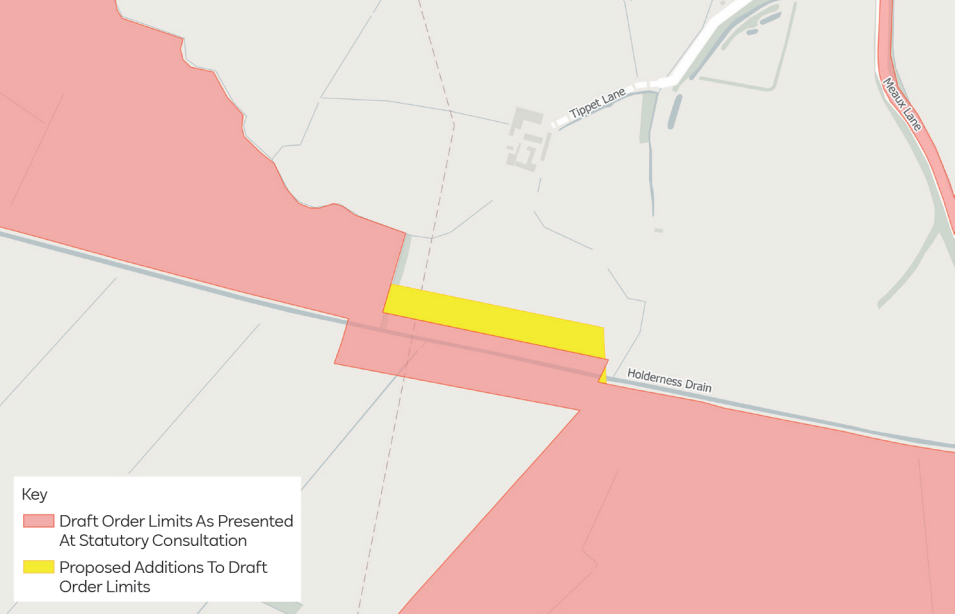 Tippet Lane
Meaux Lane
Holderness Drain
Key
Draft Order Limits As Presented
At Statutory Consultation
Proposed Additions To Draft
Order Limits